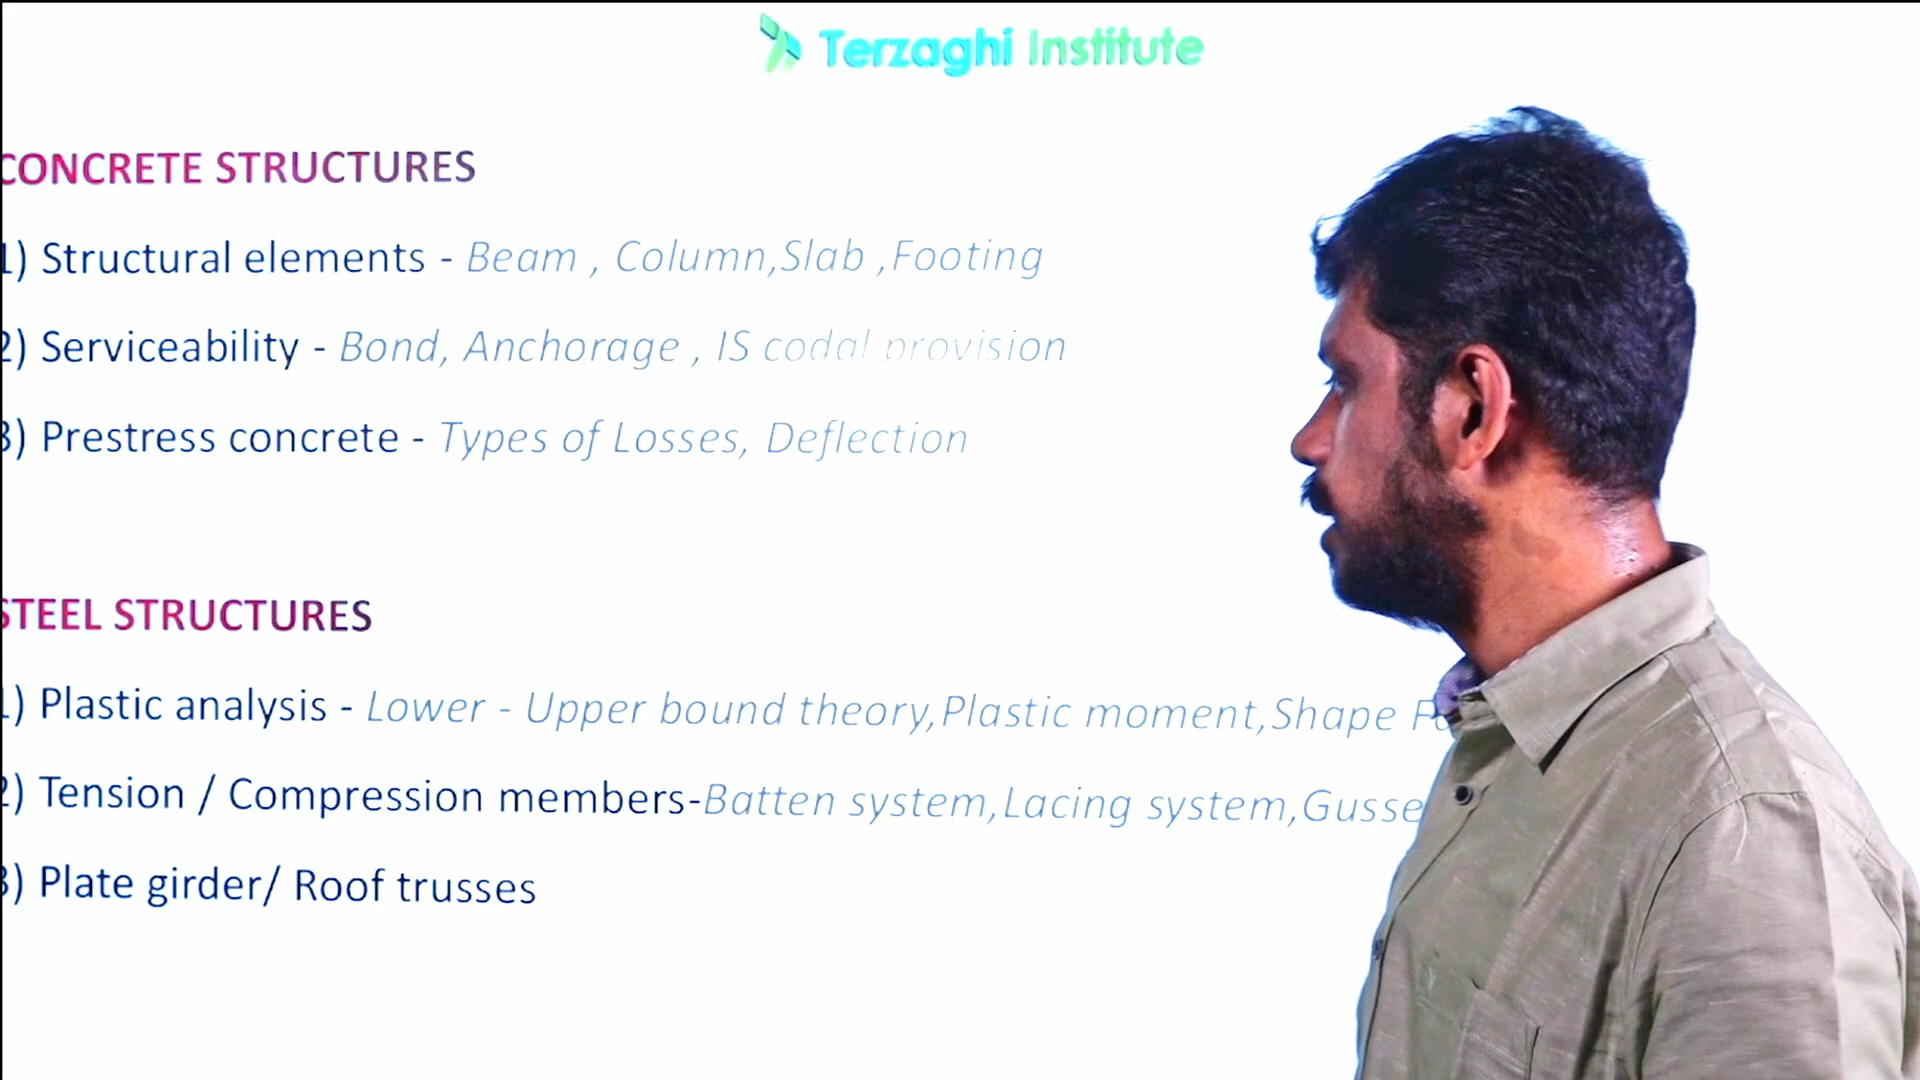 Terzaghi Institute
CONCRETE STRUCTURES
1) Structural elements - Beam , Column,Slab ,Footing
2) Serviceability - Bond, Anchorage , IS codal provision
3) Prestress concrete - Types of Losses, Deflection
STEEL STRUCTURES
1) Plastic analysis - Lower - Upper bound theory,Plastic moment,Shape
2) Tension / Compression members-Batten system,Lacing system,
3) Plate girder/ Roof trusses